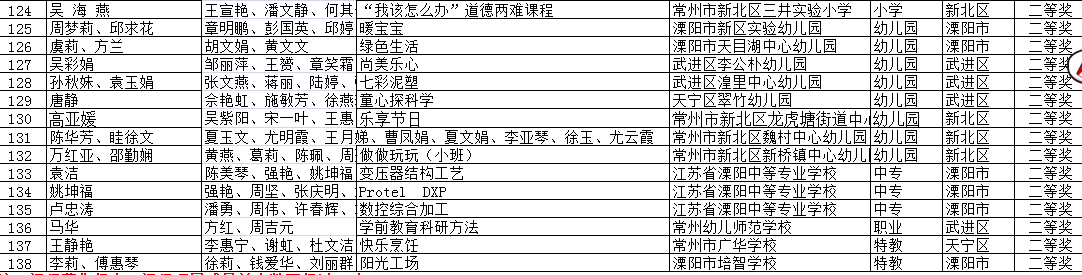 124 吴 海 燕 王宣艳、潘文静、何其 “我该怎么办”道德两难课程 常州市新北区三井实验小学 小学 新北区 二等奖
125 周梦莉、邱求花 章明鹏、彭国英、邱婷 暖宝宝 溧阳市新区实验幼儿园 幼儿园 溧阳市 二等奖
126 虞莉、方兰 胡文娟、黄文文 绿色生活 溧阳市天目湖中心幼儿园 幼儿园 溧阳市 二等奖
127 吴彩娟 邹丽萍、王赟、章笑霜 尚美乐心 武进区李公朴幼儿园 幼儿园 武进区 二等奖
128 孙秋妹、袁玉娟 张文燕、蒋丽、陆婷、 七彩泥塑 武进区湟里中心幼儿园 幼儿园 武进区 二等奖
129 唐静 佘艳虹、施敏芳、徐燕 童心探科学 天宁区翠竹幼儿园 幼儿园 武进区 二等奖
130 高亚媛 吴紫阳、宋一叶、王惠 乐享节日 常州市新北区龙虎塘街道中心 幼儿园 新北区 二等奖
131 陈华芳、眭徐文 夏玉文、尤明霞、王月娣、曹凤娟、夏文娟、李亚琴、徐玉、尤云霞 常州市新北区魏村中心幼儿园 幼儿园 新北区 二等奖
132 万红亚、邵勤娴 黄燕、葛莉、陈珮、周 做做玩玩（小班） 常州市新北区新桥镇中心幼儿 幼儿园 新北区 二等奖
133 袁洁 陈美琴、强艳、姚坤福 变压器结构工艺 江苏省溧阳中等专业学校 中专 溧阳市 二等奖
134 姚坤福 强艳、周坚、张庆明、 Protel DXP 江苏省溧阳中等专业学校 中专 溧阳市 二等奖
135 卢忠涛 潘勇、周伟、许春辉、 数控综合加工 江苏省溧阳中等专业学校 中专 溧阳市 二等奖
136 马华 方红、周吉元 学前教育科研方法 常州幼儿师范学校 职业 武进区 二等奖
137 王静艳 李惠宁、谢虹、杜文洁 快乐烹饪 常州市广华学校 特教 天宁区 二等奖
138 李莉、傅惠琴 徐莉、钱爱华、刘丽群 阳光工场 溧阳市培智学校 特教 溧阳市 二等奖